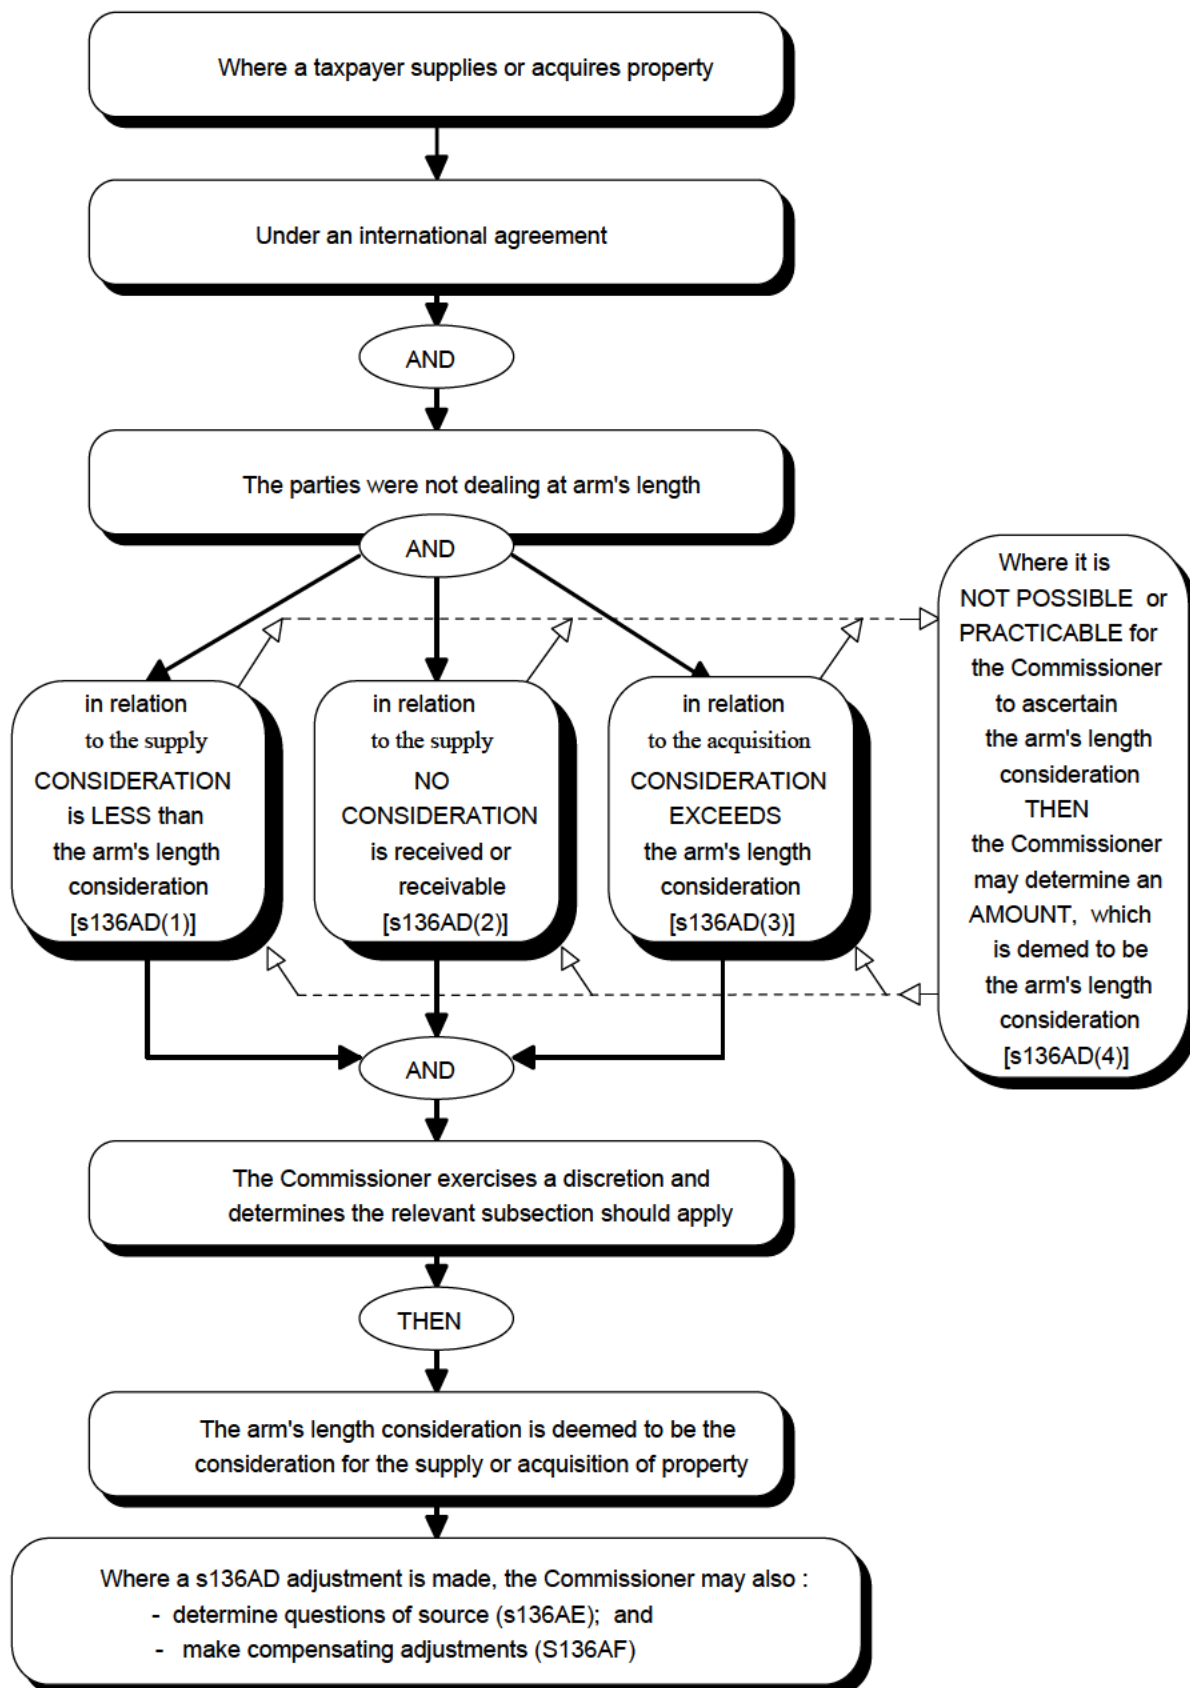 Where a taxpayer supplies or acquires property
Under an international agreement
AND
The parties were not dealing at arm's length
AND
in relation
to the supply
CONSIDERATION
is LESS than
the arm's length
consideration
[s136AD(1)]
in relation
to the supply
NO
CONSIDERATION
is received or
receivable
[s136AD(2)]
in relation
to the acquisition
CONSIDERATION
EXCEEDS
the arm's length
consideration
[s136AD(3)]
Where it is
NOT POSSIBLE or
PRACTICABLE for
the Commissioner
to ascertain
the arm's length
consideration
THEN
the Commissioner
may determine an
AMOUNT, which
is demed to be
the arm's length
consideration
[s136AD(4)]
AND
The Commissioner exercises a discretion and
determines the relevant subsection should apply
THEN
The arm's length consideration is deemed to be the
consideration for the supply or acquisition of property
Where a s136AD adjustment is made, the Commissioner may also :
- determine questions of source (s136AE); and
- make compensating adjustments (S136AF)